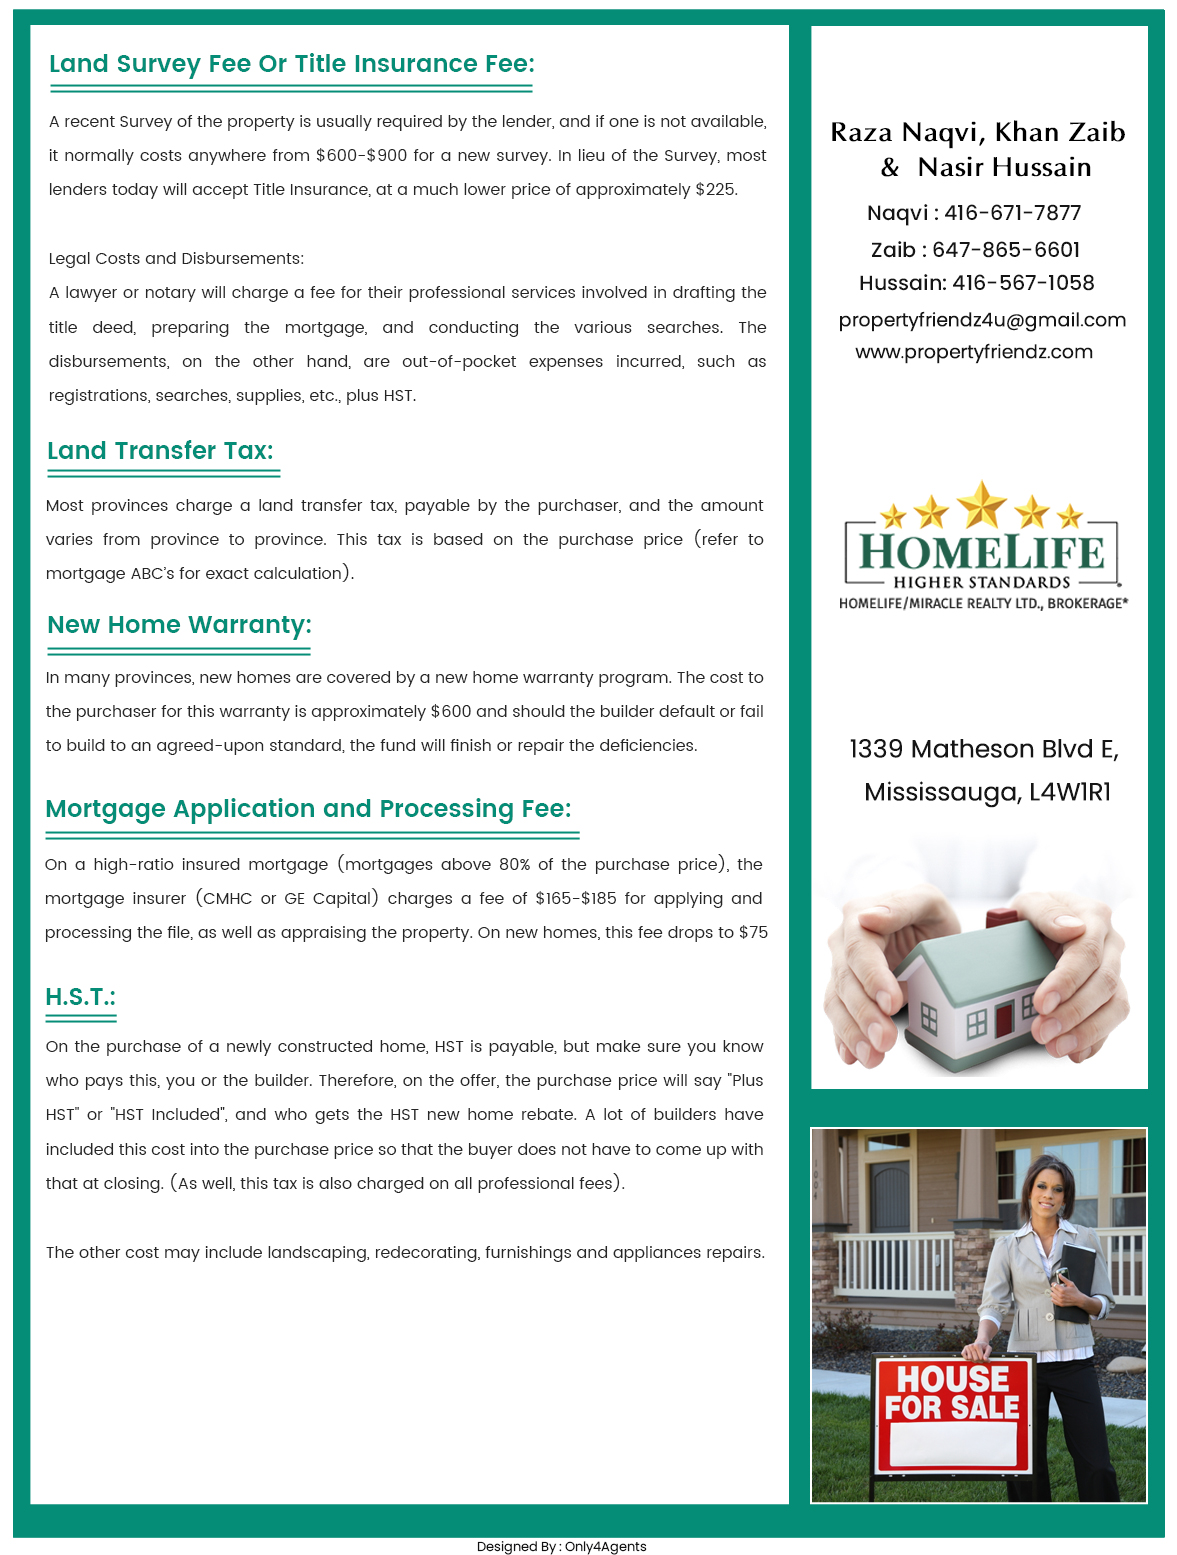 Land Survey Fee Or Title Insurance Fee:
A recent Survey of the property is usually required by the lender, and if one is not available,
it normally costs anywhere from $600-$900 for a new survey. In lieu of the Survey, most
lenders today will accept Title Insurance, at a much lower price of approximately $225.
Legal Costs and Disbursements:
A lawyer or notary will charge a fee for their professional services involved in drafting the
title deed, preparing the mortgage, and conducting the various searches. The
disbursements, on the other hand, are out-of-pocket expenses incurred, such as
registrations, searches, supplies, etc., plus HST.
Land Transfer Tax:
Most provinces charge a land transfer tax, payable by the purchaser, and the amount
varies from province to province. This tax is based on the purchase price (refer to
mortgage ABC's for exact calculation).
New Home Warranty:
In many provinces, new homes are covered by a new home warranty program. The cost to
the purchaser for this warranty is approximately $600 and should the builder default or fail
to build to an agreed-upon standard, the fund will finish or repair the deficiencies.
Mortgage Application and Processing Fee:
On a high-ratio insured mortgage (mortgages above 80% of the purchase price), the
mortgage insurer (CMHC or GE Capital) charges a fee of $165-$185 for applying and
processing the file, as well as appraising the property. On new homes, this fee drops to $75
H.S.T.:
On the purchase of a newly constructed home, HST is payable, but make sure you know
who pays this, you or the builder. Therefore, on the offer, the purchase price will say "Plus
HST" or "HST Included", and who gets the HST new home rebate. A lot of builders have
included this cost into the purchase price so that the buyer does not have to come up with
that at closing. (As well, this tax is also charged on all professional fees).
The other cost may include landscaping, redecorating, furnishings and appliances repairs.
Raza Naqvi, Khan Zaib
& Nasir Hussain
Naqvi : 416-671-7877
Zaib : 647-865-6601
Hussain: 416-567-1058
propertyfriendz4u@gmail.com
www.propertyfriendz.com
HOMELIFE
HIGHER STANDARDS
HOMELIFE/MIRACLE REALTY LTD., BROKERAGE*
1339 Matheson Blvd E,
Mississauga, L4W1R1
1004
HOUSE
FOR SALE
Designed By : Only4Agents